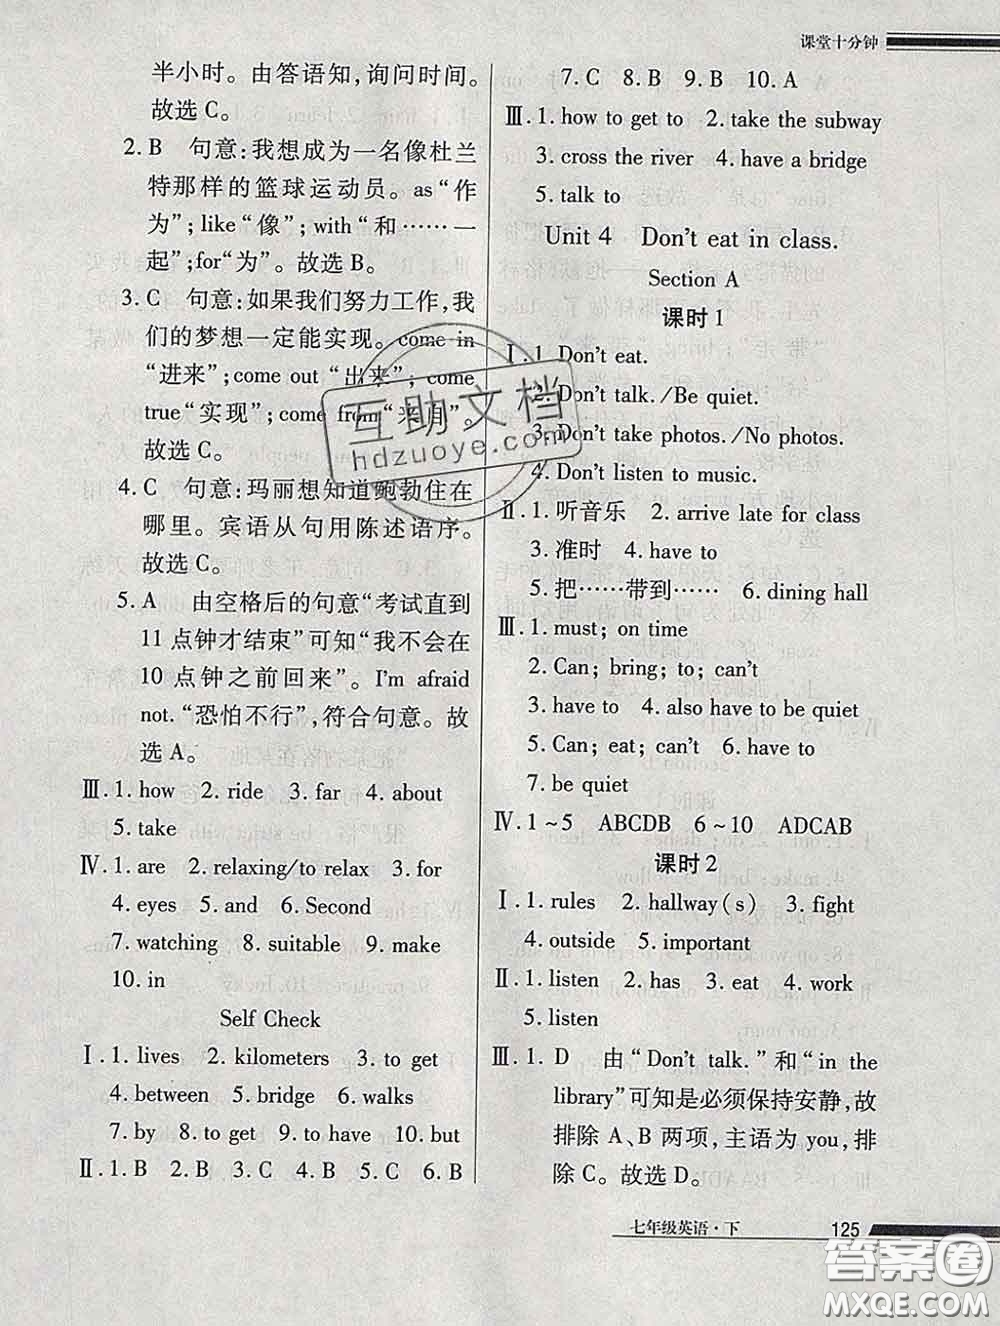 课堂十分钟
半小时。由答语知,询问时间。
故选C。
2. B 句意:我想成为一名像杜兰
特那样的篮球运动员。as“作
为”;like“像”;with“和……一
起”;for“为”。故选B。
3. C 句意:如果我们努力工作,我
们的梦想一定能实现。come in
“进来”;come out “出来”;come
true“实现”;come from“来自”。
故选C。
4. C 句意:玛丽想知道鲍勃住在
哪里。宾语从句用陈述语序。
故选C。
5. A 由空格后的句意“考试直到
11点钟才结束”可知“我不会在
10点钟之前回来”。I'm afraid
not.“恐怕不行”,符合句意。故
选A。
Ⅲ. 1. how 2. ride 3. far 4. about
5. take
Ⅳ. 1. are 2. relaxing/to relax 3. for
4. eyes 5. and 6. Second
7. watching 8. suitable 9. make
10. in
Self Check
Ⅰ. 1. lives 2. kilometers 3. to get
4. between 5. bridge 6. walks
7. by 8. to get 9. to have 10. but
Ⅱ. 1. B 2. B 3. C 4. C 5. C 6. B
7. C 8. B 9. B 10. A
Ⅲ. 1. how to get to 2. take the subway
3. cross the river 4. have a bridge
5. talk to
Unit 4 Don't eat in class.
Section A
课时1
Ⅰ. 1. Don't eat.
2. Don't talk. /Be quiet.
3. Don't take photos. /No photos.
4. Don't listen to music.
Ⅱ. 1. 听音乐 2. arrive late for class
3. 准时 4. have to
5. 把……带到…… 6. dining hall
Ⅲ. 1. must; on time
2. Can; bring; to; can't
3. have to 4. also have to be quiet
5. Can; eat; can't 6. have to
7. be quiet
Ⅳ. 1~5 ABCDB 6~10 ADCAB
课时2
Ⅰ. 1. rules 2. hallway(s) 3. fight
4. outside 5. important
Ⅱ. 1. listen 2. has 3. eat 4. work
5. listen
Ⅲ. 1. D 由“Don't talk.”和“in the
library”可知是必须保持安静,故
排除A、B两项,主语为you,排
除C。故选D。
七年级英语·下 125
互助文档
hdzuoye.com
答案圈
MXQE.COM